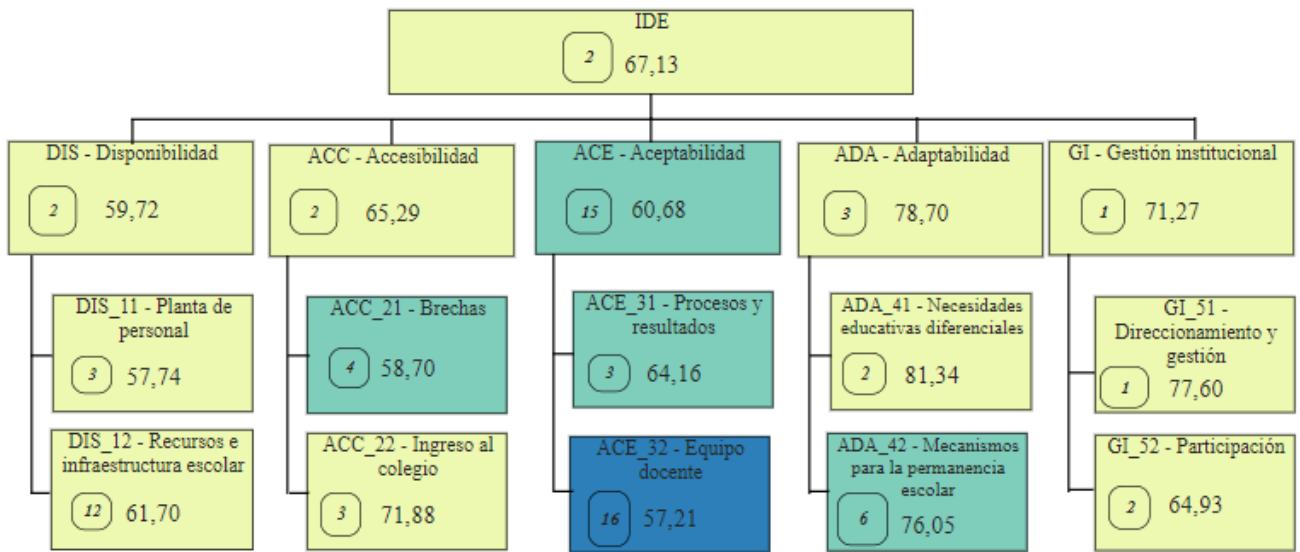 IDE
2
67,13
DIS - Disponibilidad
2
59,72
ACC - Accesibilidad
2
65,29
ACE - Aceptabilidad
15
60,68
ADA - Adaptabilidad
3
78,70
GI - Gestión institucional
1
71,27
DIS_11 - Planta de
personal
3
57,74
ACC_21 - Brechas
4
58,70
ACE_31 - Procesos y
resultados
3
64,16
ADA_41 - Necesidades
educativas diferenciales
2
81,34
GI_51 -
Direccionamiento y
gestión
1
77,60
DIS_12 - Recursos e
infraestructura escolar
12
61,70
ACC_22 - Ingreso al
colegio
3
71,88
ACE_32 - Equipo
docente
16
57,21
ADA_42 - Mecanismos
para la permanencia
escolar
6
76,05
GI_52 - Participación
2
64,93